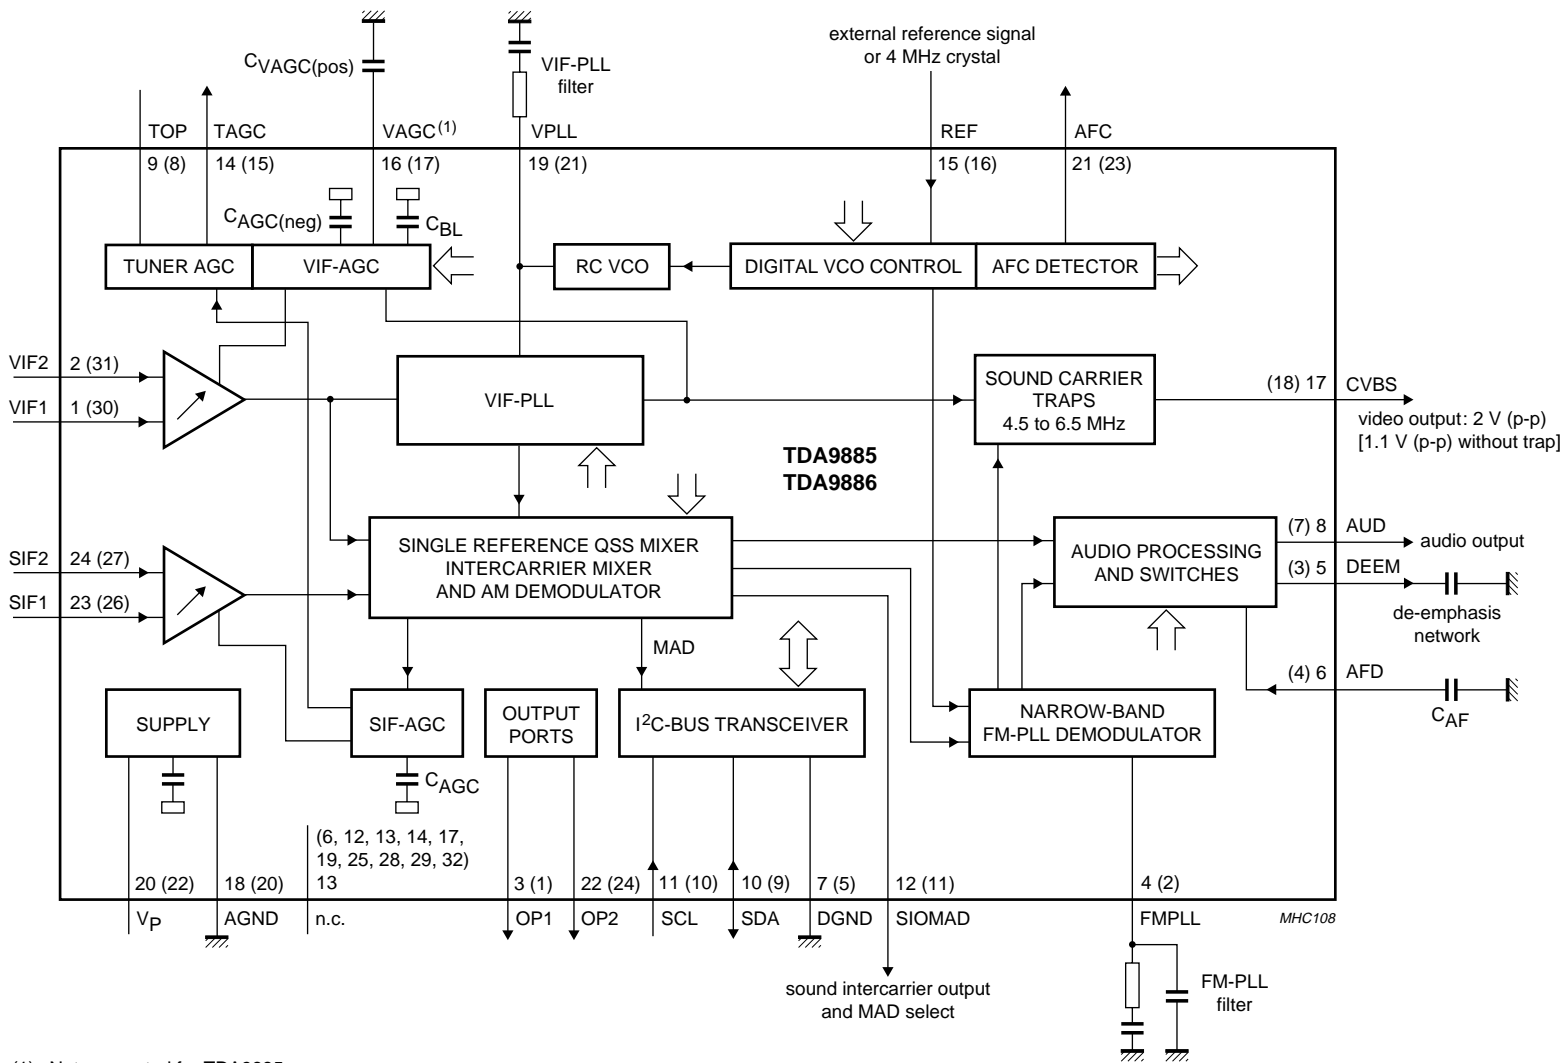 external reference signal
or 4 MHz crystal
CVAGC(pos)
VIF-PLL
filter
TOP
TAGC
VAGC(1)
VPLL
REF
AFC
9 (8)
14 (15)
16 (17)
19 (21)
15 (16)
21 (23)
CAGC(neg)
CBL
TUNER AGC
VIF-AGC
RC VCO
DIGITAL VCO CONTROL
AFC DETECTOR
VIF2
2 (31)
VIF1
1 (30)
VIF-PLL
SOUND CARRIER
TRAPS
4.5 to 6.5 MHz
(18) 17
CVBS
video output: 2 V (p-p)
[1.1 V (p-p) without trap]
TDA9885
TDA9886
SIF2
24 (27)
SIF1
23 (26)
SINGLE REFERENCE QSS MIXER
INTERCARRIER MIXER
AND AM DEMODULATOR
AUDIO PROCESSING
AND SWITCHES
(7) 8
AUD
audio output
(3) 5
DEEM
de-emphasis
network
MAD
(4) 6
AFD
CAF
SUPPLY
SIF-AGC
OUTPUT
PORTS
I2C-BUS TRANSCEIVER
NARROW-BAND
FM-PLL DEMODULATOR
CAGC
(6, 12, 13, 14, 17,
19, 25, 28, 29, 32)
13
20 (22)
18 (20)
3 (1)
22 (24)
11 (10)
10 (9)
7 (5)
12 (11)
4 (2)
VP
AGND
n.c.
OP1
OP2
SCL
SDA
DGND
SIOMAD
FMPLL
MHC108
sound intercarrier output
and MAD select
FM-PLL
filter